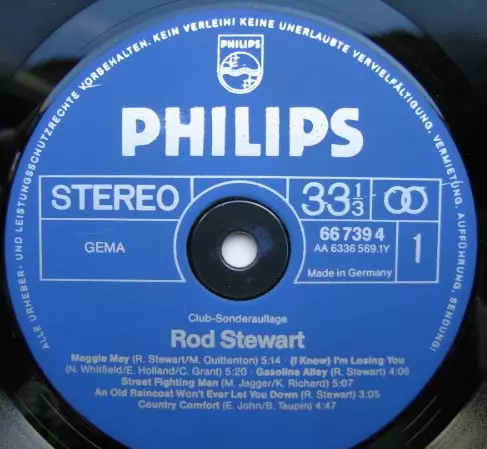 ALLE URHEBER- UND LEISTUNGSSCHUTZRECHTE VORBEHALTEN. KEIN VERLEIH! KEINE UNERLAUBTE VERVIELFÄLTIGUNG, VERMIETUNG, AUFFÜHRUNG, SENDUNG!
PHILIPS
PHILIPS
STEREO
33 1/3
GEMA
66 739 4
AA 6336 569.1Y
1
Made in Germany
Club-Sonderauflage
Rod Stewart
Maggie May (R. Stewart/M. Quittenton) 5:14 - (I Know) I'm Losing You
(N. Whitfield/E. Holland/C. Grant) 5:20 - Gasoline Alley (R. Stewart) 4:06
Street Fighting Man (M. Jagger/K. Richard) 5:07
An Old Raincoat Won't Ever Let You Down (R. Stewart) 3:05
Country Comfort (E. John/B. Taupin) 4:47